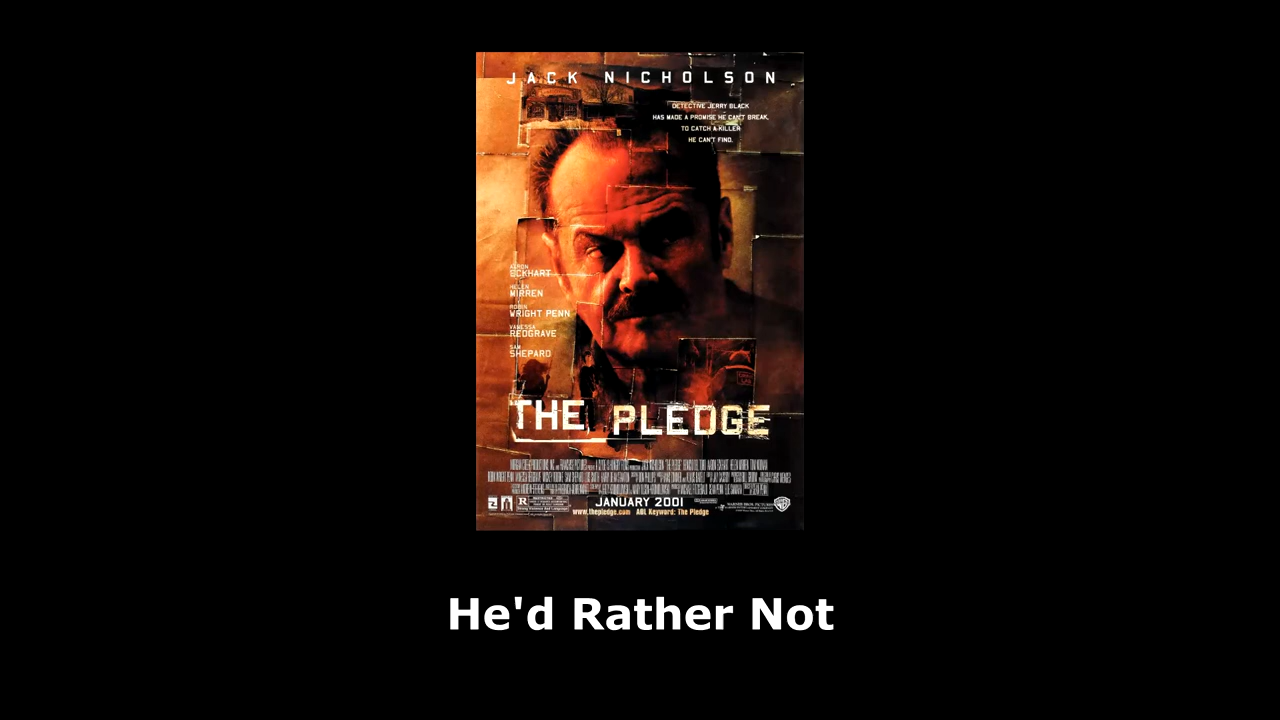 JACK NICHOLSON
DETECTIVE JERRY BLACK
HAS MADE A PROMISE HE CAN'T BREAK,
TO CATCH A KILLER
HE CAN'T FIND.
AARON
ECKHART
HELEN
MIRREN
ROBIN
WRIGHT PENN
VANESSA
REDGRAVE
SAM
SHEPARD
THE PLEDGE
R
JANUARY 2001
www.thepledge.com AOL Keyword: The Pledge
He'd Rather Not